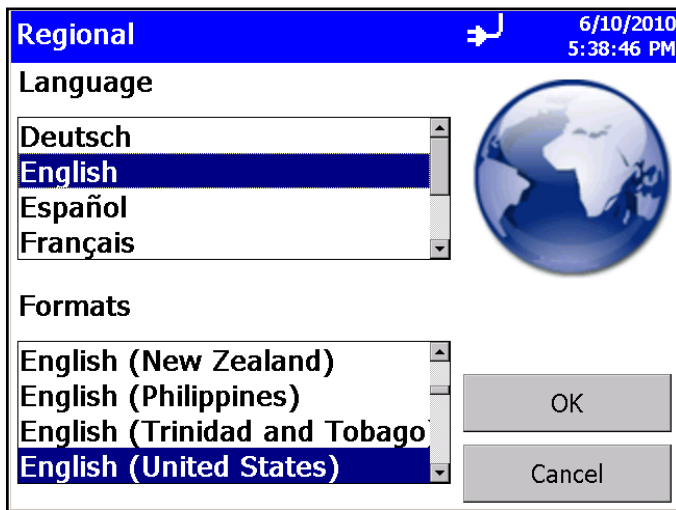 Regional
6/10/2010
5:38:46 PM
Language
Deutsch
English
Español
Français
Formats
English (New Zealand)
English (Philippines)
English (Trinidad and Tobago)
English (United States)
OK
Cancel